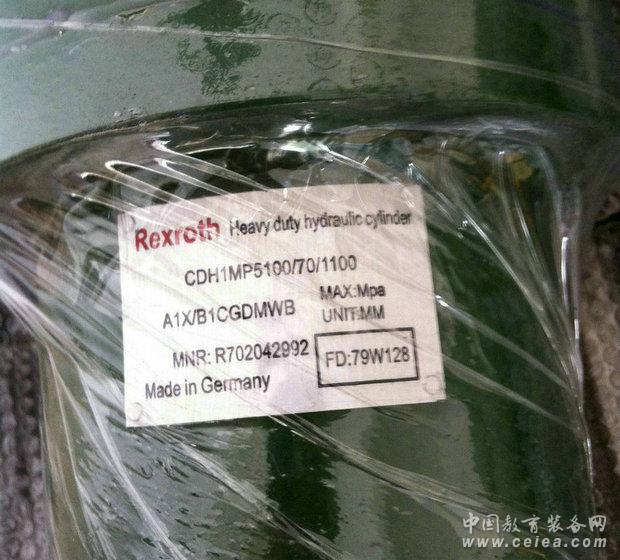 Rexroth Heavy duty hydraulic cylinder
CDH1MP5100/70/1100
A1X/B1CGDMWB MAX:Mpa
UNIT:MM
MNR: R702042992 FD:79W128
Made in Germany
中国教育装备网
www.ceiea.com